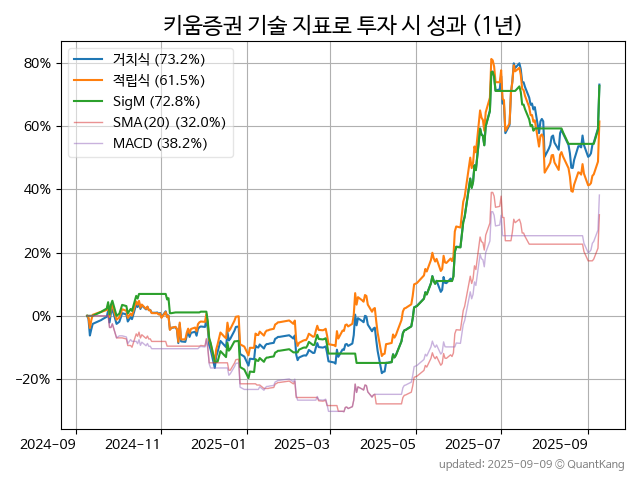 키움증권 기술 지표로 투자 시 성과 (1년)
거치식 (73.2%)
적립식 (61.5%)
SigM (72.8%)
SMA(20) (32.0%)
MACD (38.2%)
80%
60%
40%
20%
0%
−20%
2024−09
2024−11
2025−01
2025−03
2025−05
2025−07
2025−09
updated: 2025−09−09 © QuantKang